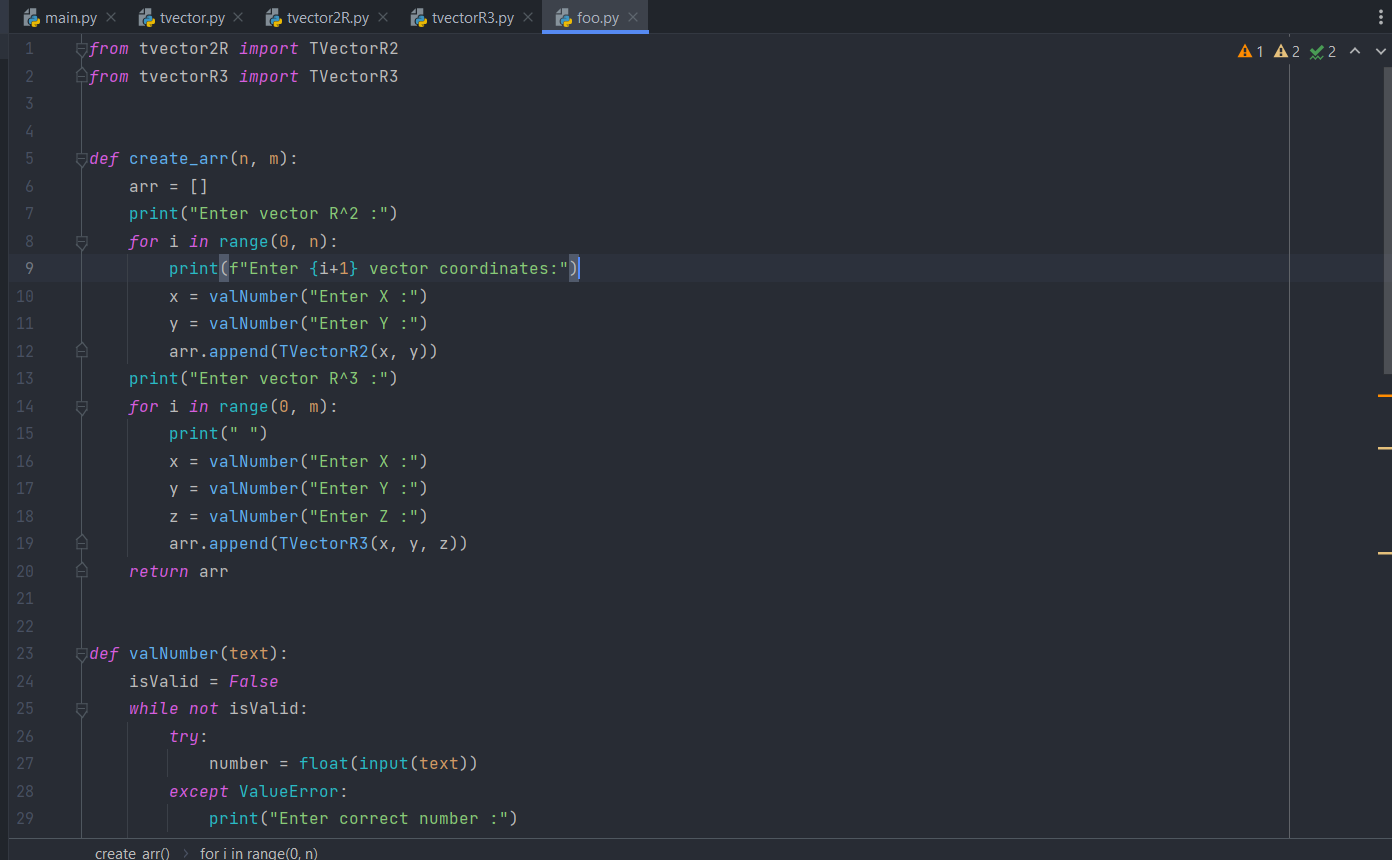 main.py tvector.py tvector2R.py tvectorR3.py foo.py
1 from tvector2R import TVectorR2
1 2 2
2 from tvectorR3 import TVectorR3
3
4
5 def create_arr(n, m):
6     arr = []
7     print("Enter vector R^2 :")
8     for i in range(0, n):
9         print(f"Enter {i+1} vector coordinates:")
10         x = valNumber("Enter X :")
11         y = valNumber("Enter Y :")
12         arr.append(TVectorR2(x, y))
13     print("Enter vector R^3 :")
14     for i in range(0, m):
15         print(" ")
16         x = valNumber("Enter X :")
17         y = valNumber("Enter Y :")
18         z = valNumber("Enter Z :")
19         arr.append(TVectorR3(x, y, z))
20     return arr
21
22
23 def valNumber(text):
24     isValid = False
25     while not isValid:
26         try:
27             number = float(input(text))
28         except ValueError:
29             print("Enter correct number :")
create_arr() › for i in range(0, n)